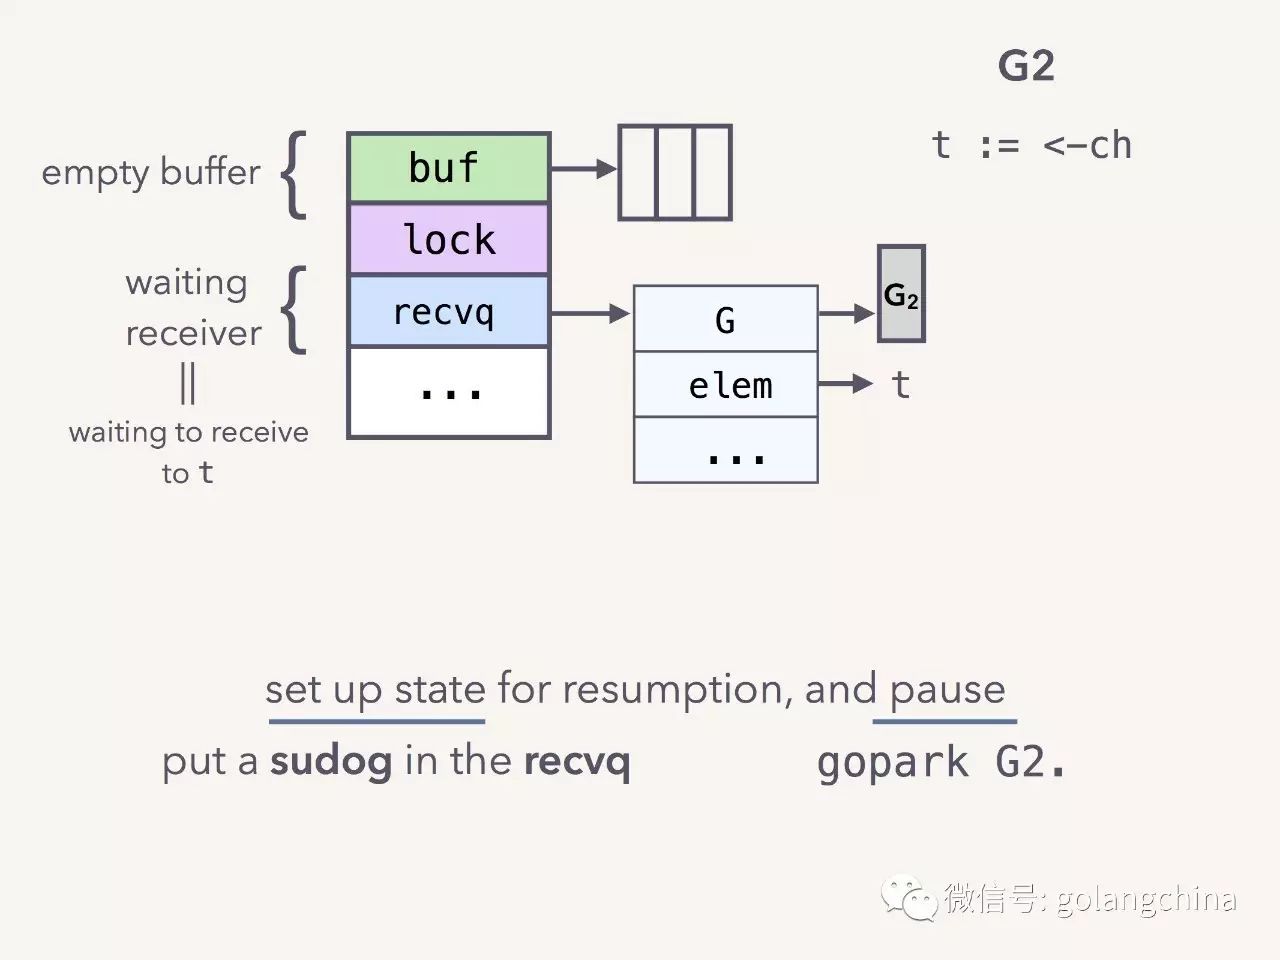 G2
t := <-ch
empty buffer
buf
lock
waiting
receiver
recvq
G
G2
elem
t
...
...
waiting to receive
to t
set up state for resumption, and pause
put a sudog in the recvq
gopark G2.
微信号: golangchina